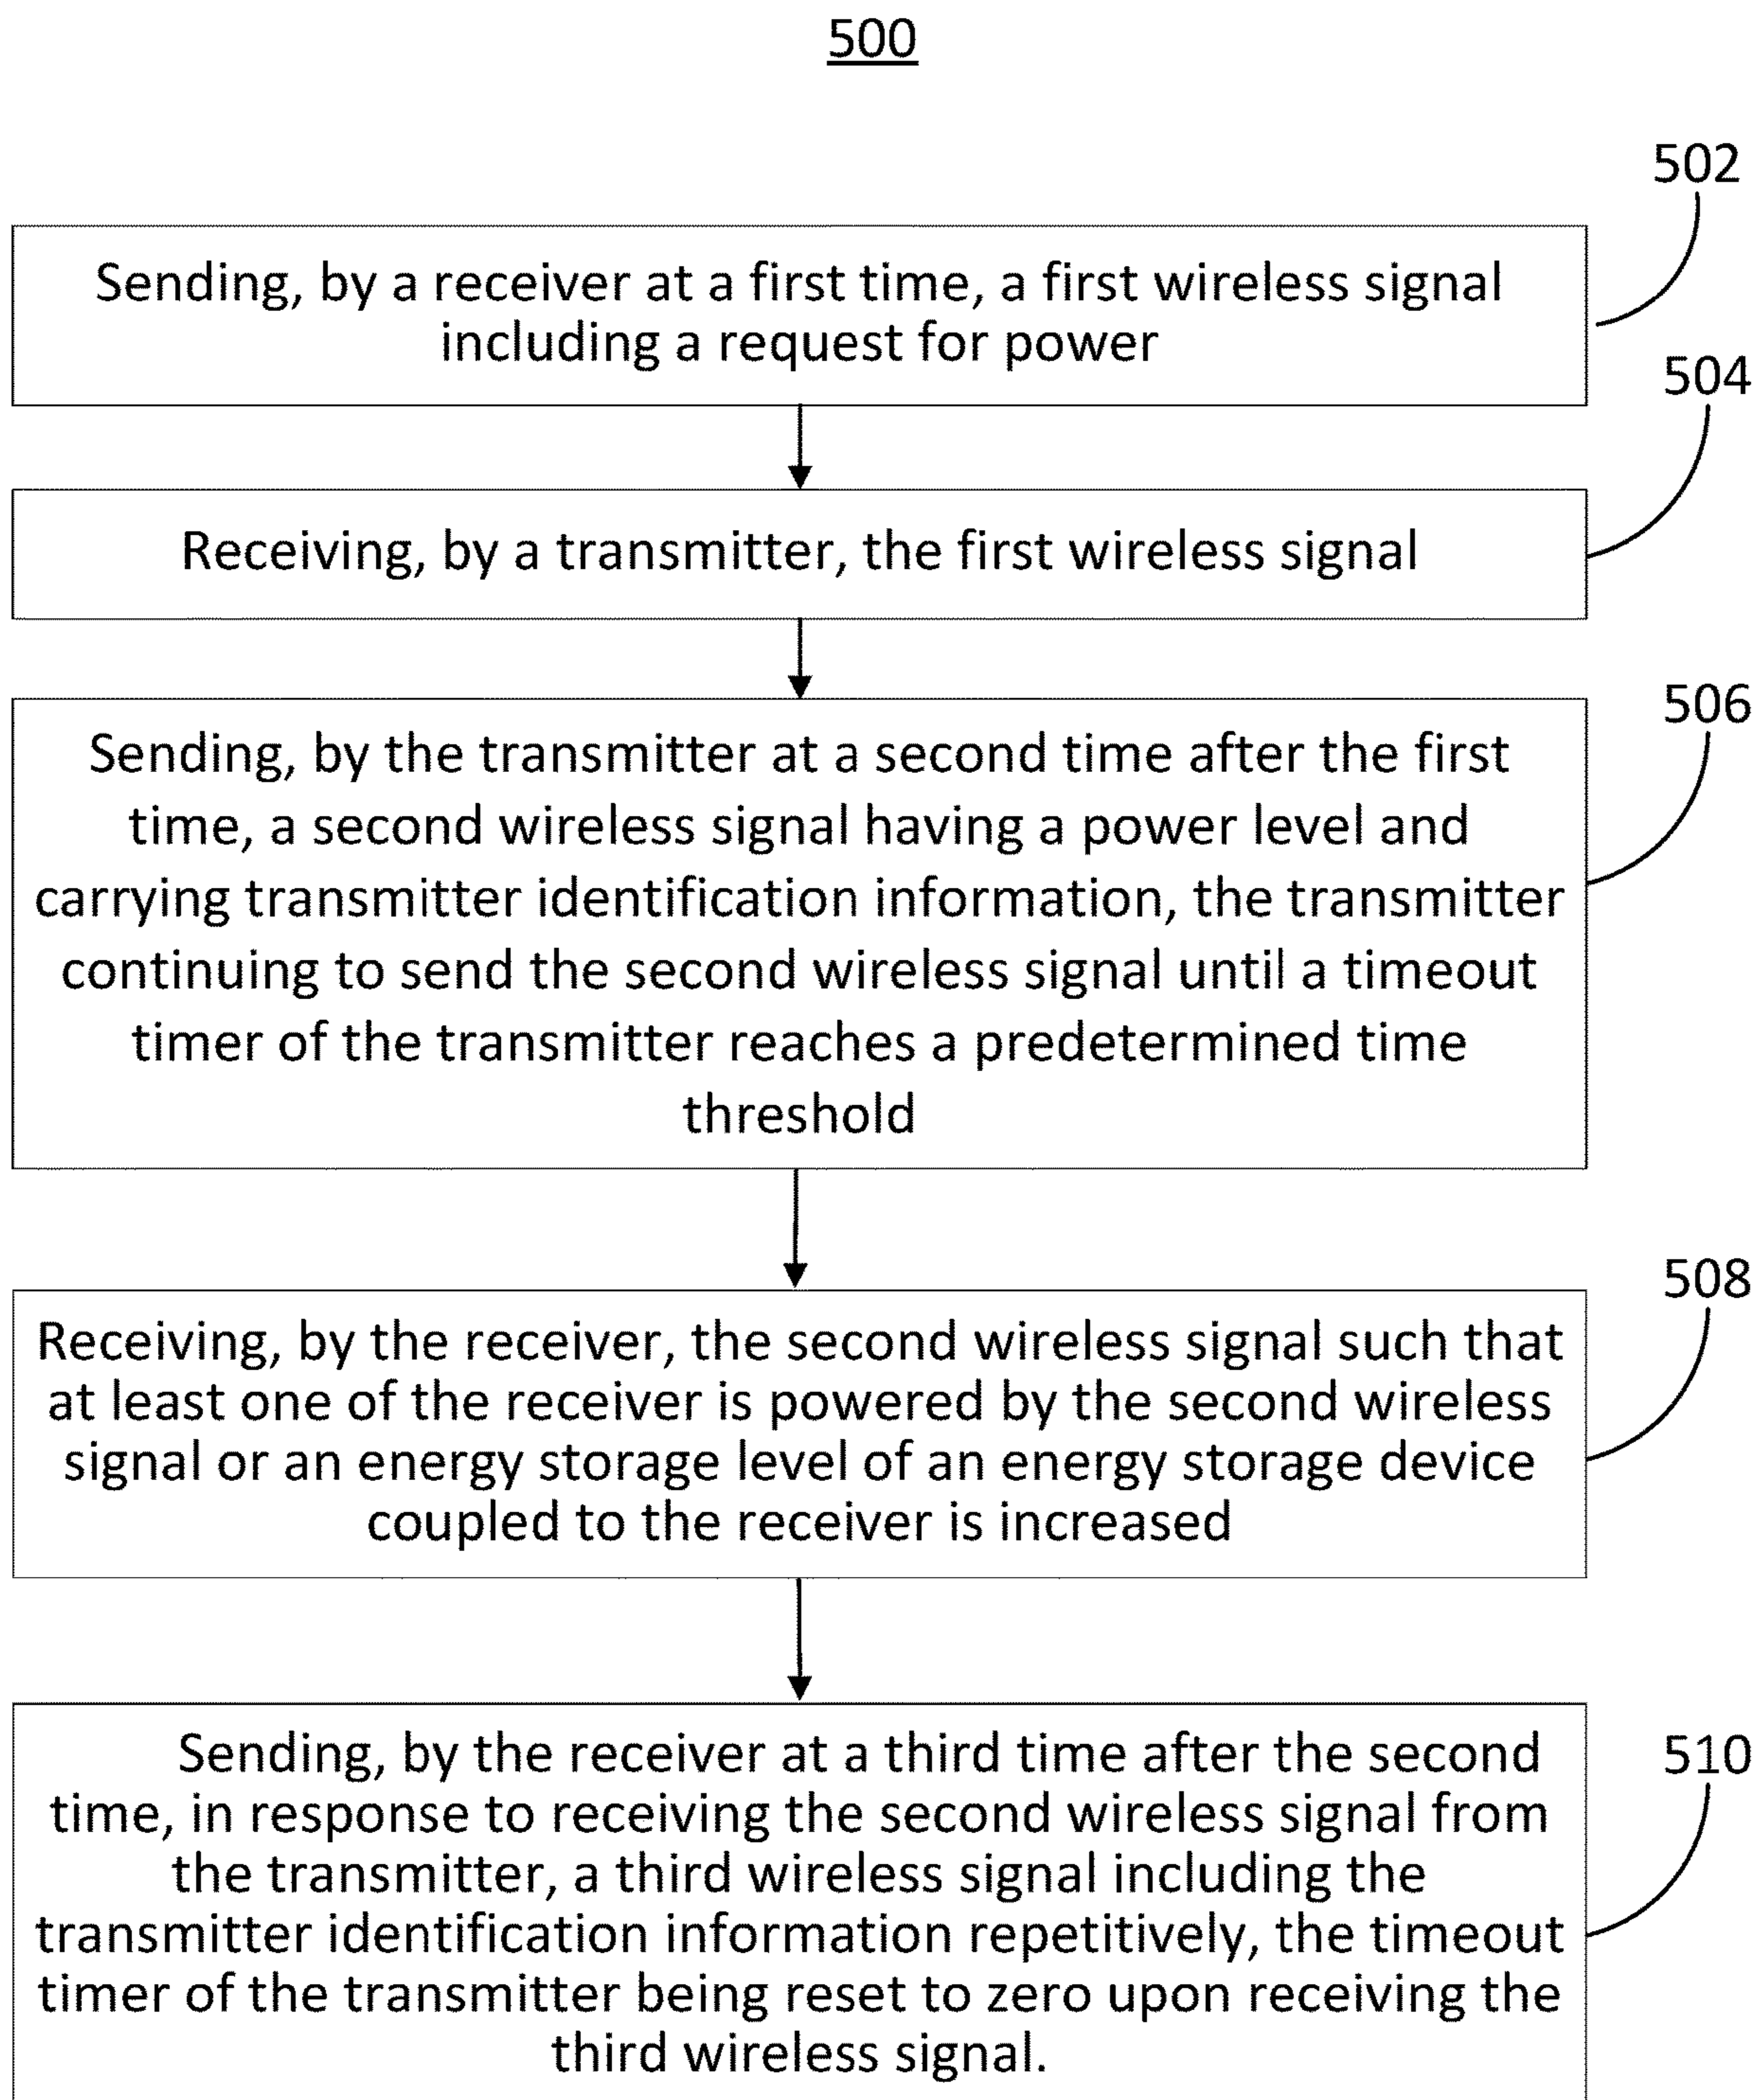 500
502
Sending, by a receiver at a first time, a first wireless signal
including a request for power
504
Receiving, by a transmitter, the first wireless signal
506
Sending, by the transmitter at a second time after the first
time, a second wireless signal having a power level and
carrying transmitter identification information, the transmitter
continuing to send the second wireless signal until a timeout
timer of the transmitter reaches a predetermined time
threshold
508
Receiving, by the receiver, the second wireless signal such that
at least one of the receiver is powered by the second wireless
signal or an energy storage level of an energy storage device
coupled to the receiver is increased
510
Sending, by the receiver at a third time after the second
time, in response to receiving the second wireless signal from
the transmitter, a third wireless signal including the
transmitter identification information repetitively, the timeout
timer of the transmitter being reset to zero upon receiving the
third wireless signal.